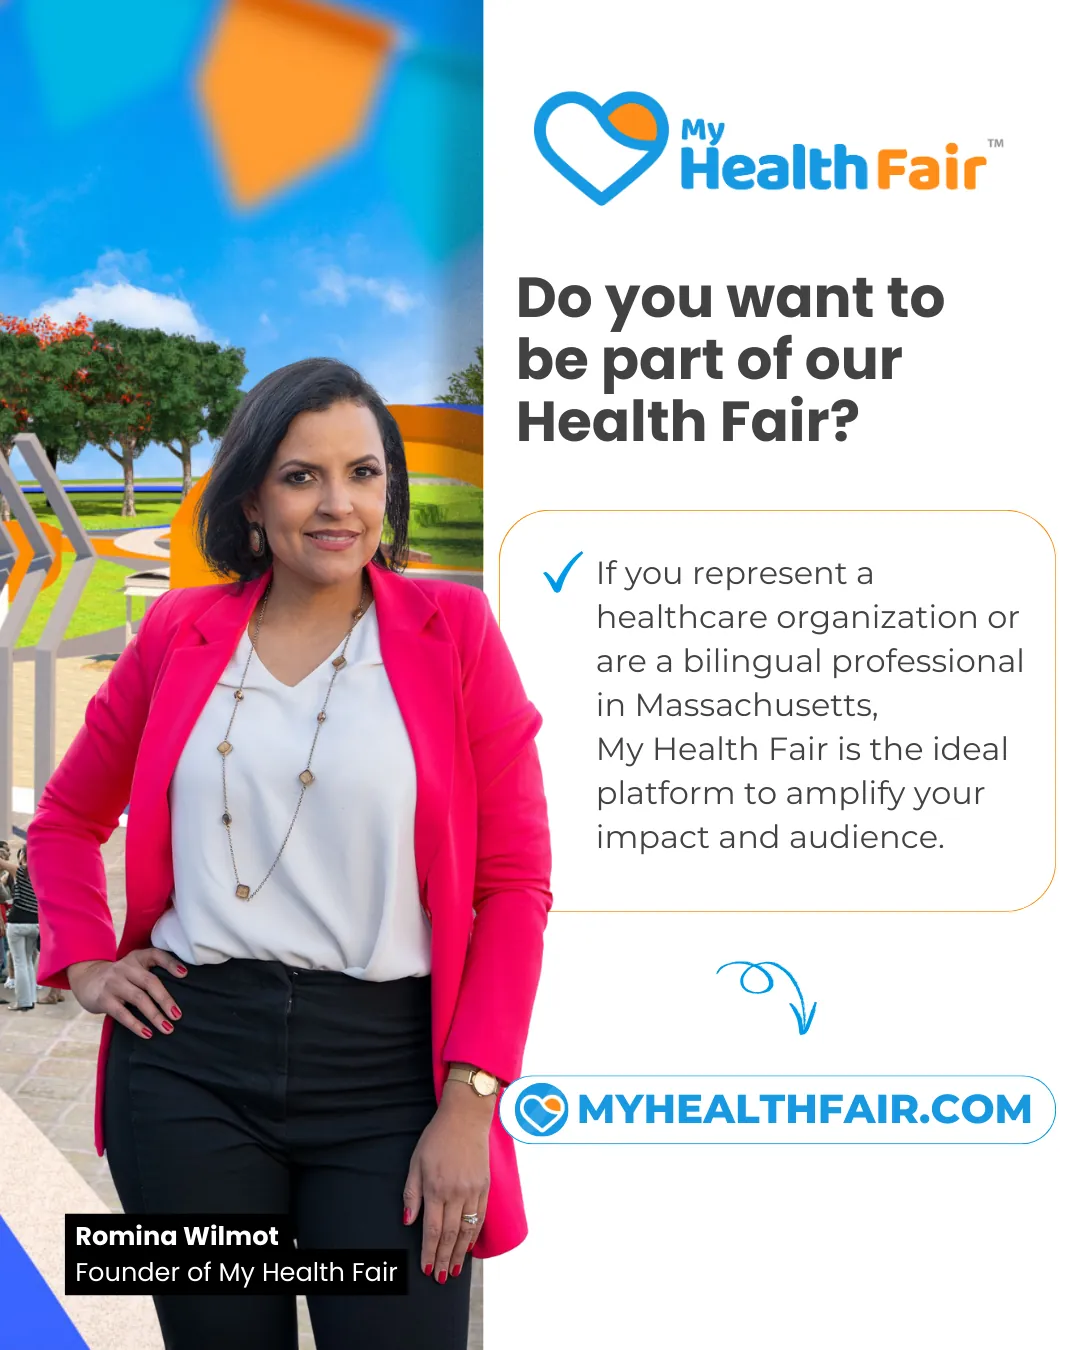 My
HealthFair™
Do you want to
be part of our
Health Fair?
If you represent a
healthcare organization or
are a bilingual professional
in Massachusetts,
My Health Fair is the ideal
platform to amplify your
impact and audience.
MYHEALTHFAIR.COM
Romina Wilmot
Founder of My Health Fair